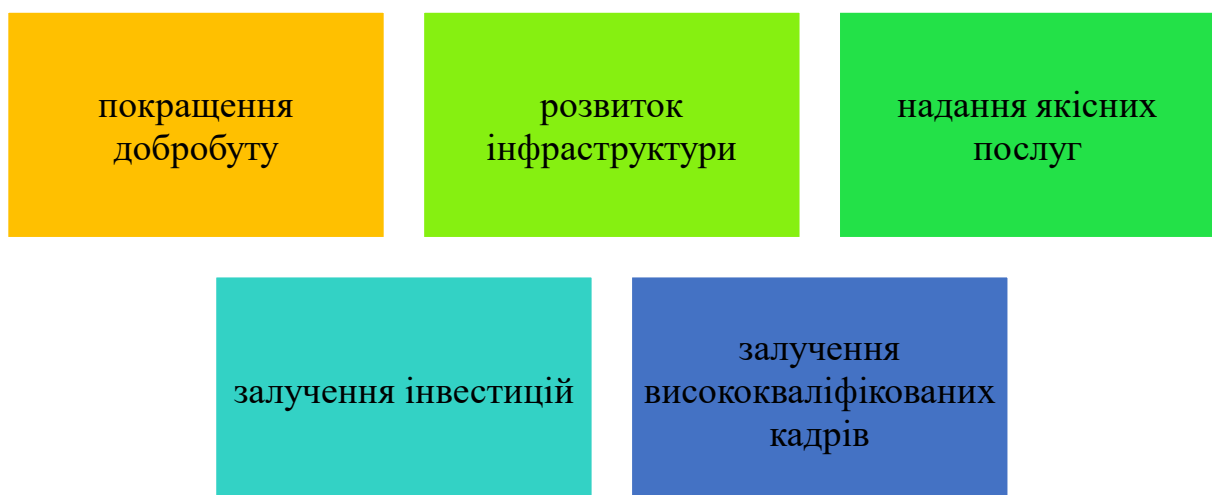 покращення
добробуту
розвиток
інфраструктури
надання якісних
послуг
залучення інвестицій
залучення
висококваліфікованих
кадрів